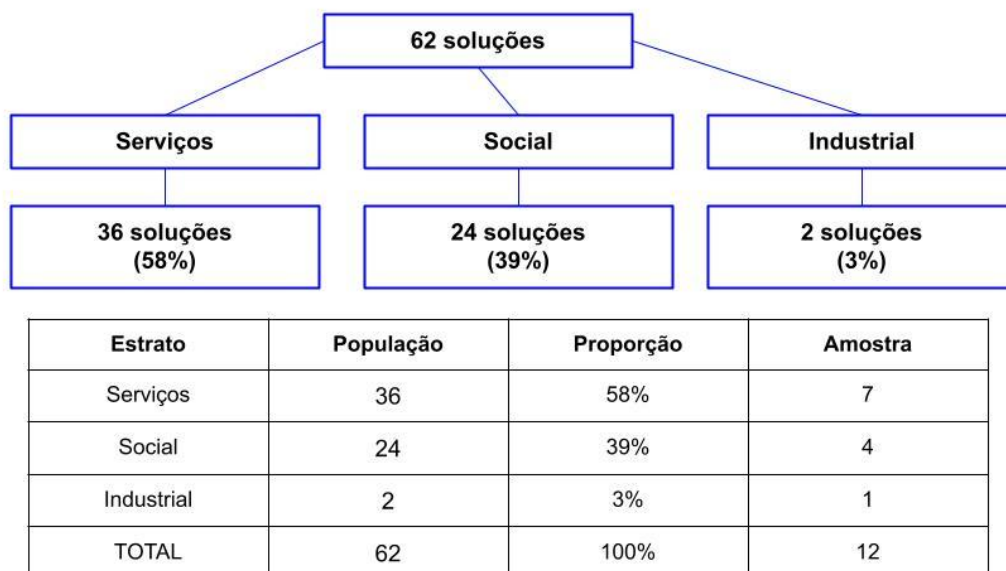 62 soluções
Serviços Social Industrial
36 soluções 24 soluções 2 soluções
(58%) (39%) (3%)
Estrato População Proporção Amostra
Serviços 36 58% 7
Social 24 39% 4
Industrial 2 3% 1
TOTAL 62 100% 12